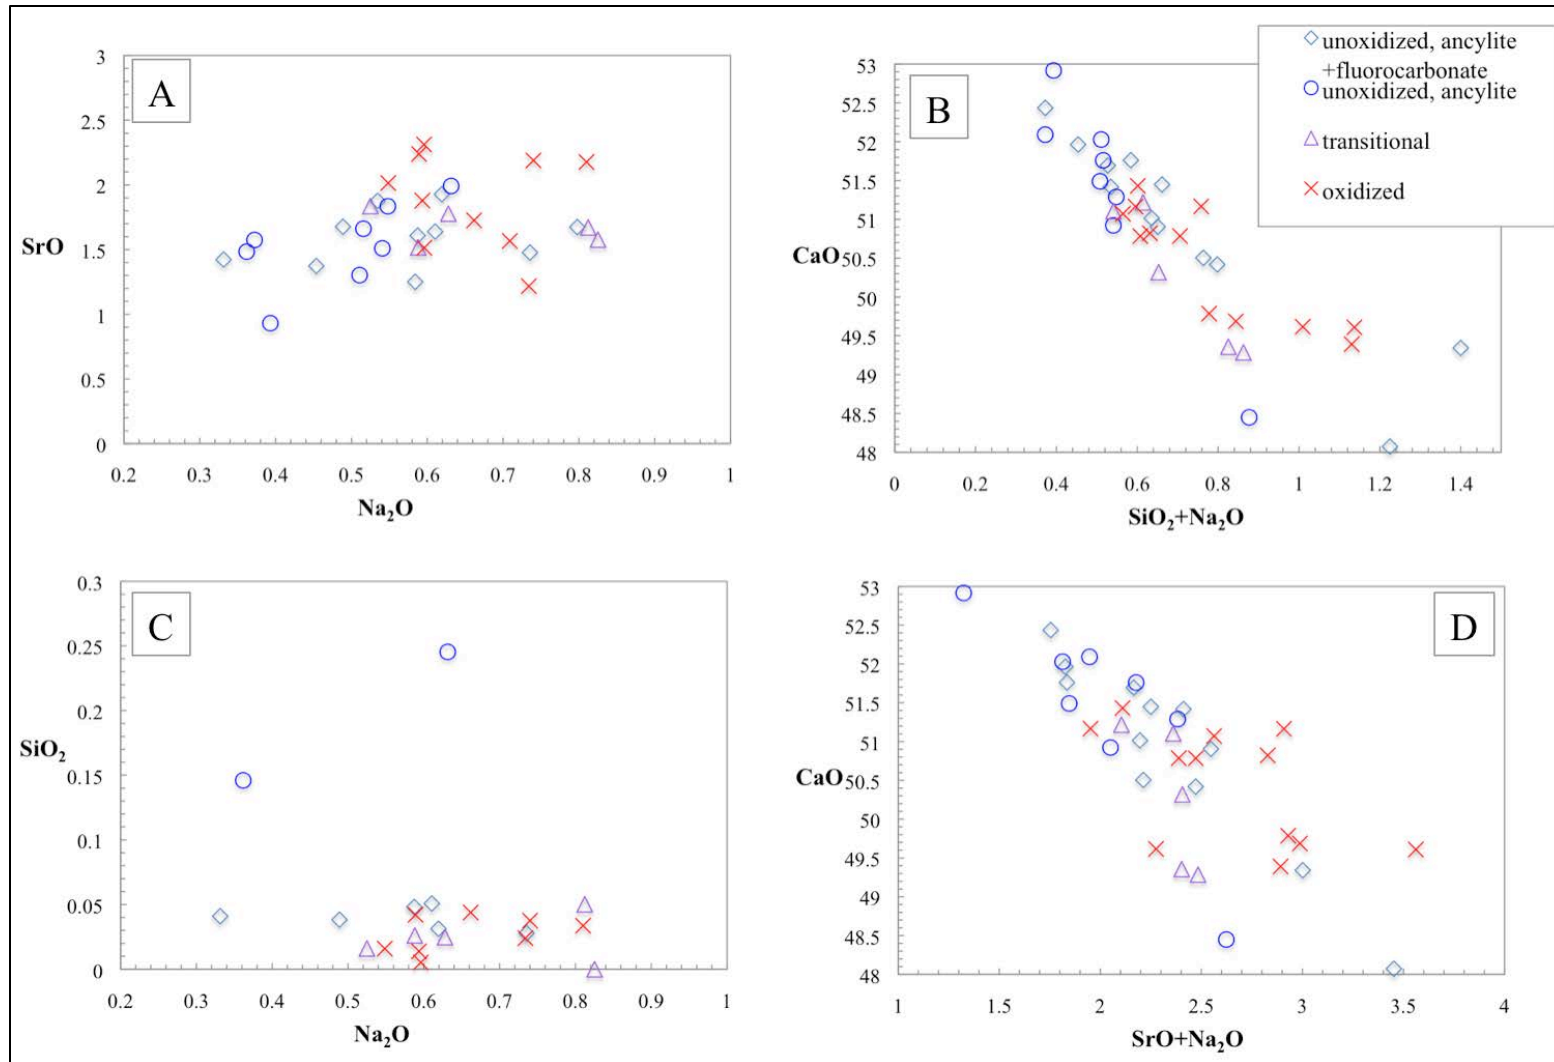 A
3
2.5
2
1.5
1
0.5
0
SrO
0.2 0.3 0.4 0.5 0.6 0.7 0.8 0.9 1
Na₂O
B
53
52.5
52
51.5
51
50.5
50
49.5
49
48.5
48
CaO
0 0.2 0.4 0.6 0.8 1 1.2 1.4
SiO₂+Na₂O
unoxidized, ancylite
+fluorocarbonate
unoxidized, ancylite
transitional
oxidized
C
0.3
0.25
0.2
0.15
0.1
0.05
0
SiO₂
0.2 0.3 0.4 0.5 0.6 0.7 0.8 0.9 1
Na₂O
D
53
52.5
52
51.5
51
50.5
50
49.5
49
48.5
48
CaO
1 1.5 2 2.5 3 3.5 4
SrO+Na₂O